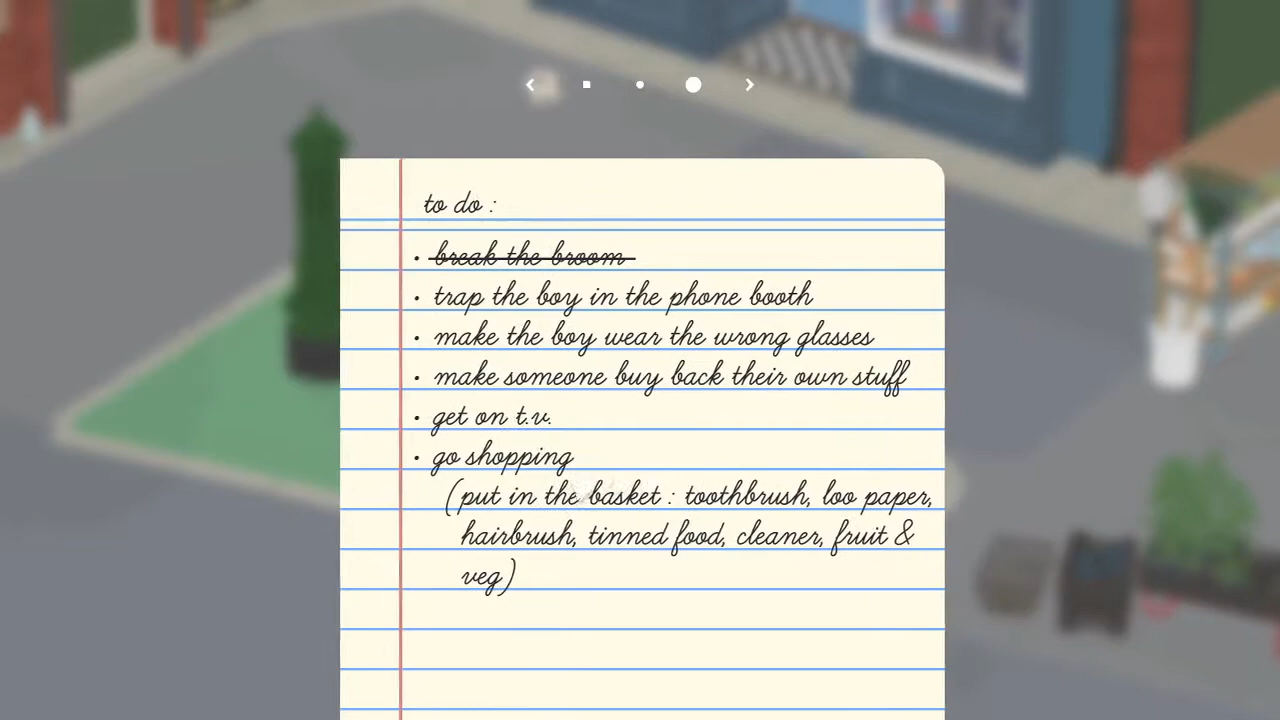 to do :
• break the broom
• trap the boy in the phone booth
• make the boy wear the wrong glasses
• make someone buy back their own stuff
• get on t.v.
• go shopping
(put in the basket : toothbrush, loo paper,
hairbrush, tinned food, cleaner, fruit &
veg)